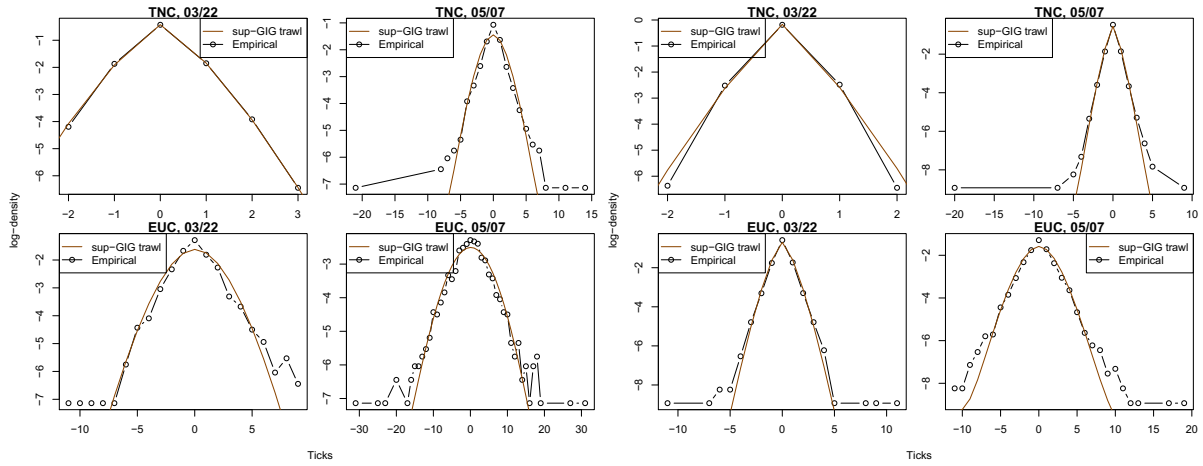 TNC, 03/22
sup−GIG trawl
Empirical
−1
−2
−3
−4
−5
−6
−2 −1 0 1 2 3
TNC, 05/07
sup−GIG trawl
Empirical
−1
−2
−3
−4
−5
−6
−7
−20 −15 −10 −5 0 5 10 15
EUC, 03/22
sup−GIG trawl
Empirical
−2
−3
−4
−5
−6
−7
−10 −5 0 5
EUC, 05/07
sup−GIG trawl
Empirical
−3
−4
−5
−6
−7
−30 −20 −10 0 10 20 30
log−density
Ticks
TNC, 03/22
sup−GIG trawl
Empirical
0
−1
−2
−3
−4
−5
−6
−2 −1 0 1 2
TNC, 05/07
sup−GIG trawl
Empirical
−2
−4
−6
−8
−20 −15 −10 −5 0 5 10
EUC, 03/22
sup−GIG trawl
Empirical
−2
−4
−6
−8
−10 −5 0 5 10
EUC, 05/07
sup−GIG trawl
Empirical
−2
−4
−6
−8
−10 −5 0 5 10 15 20
log−density
Ticks